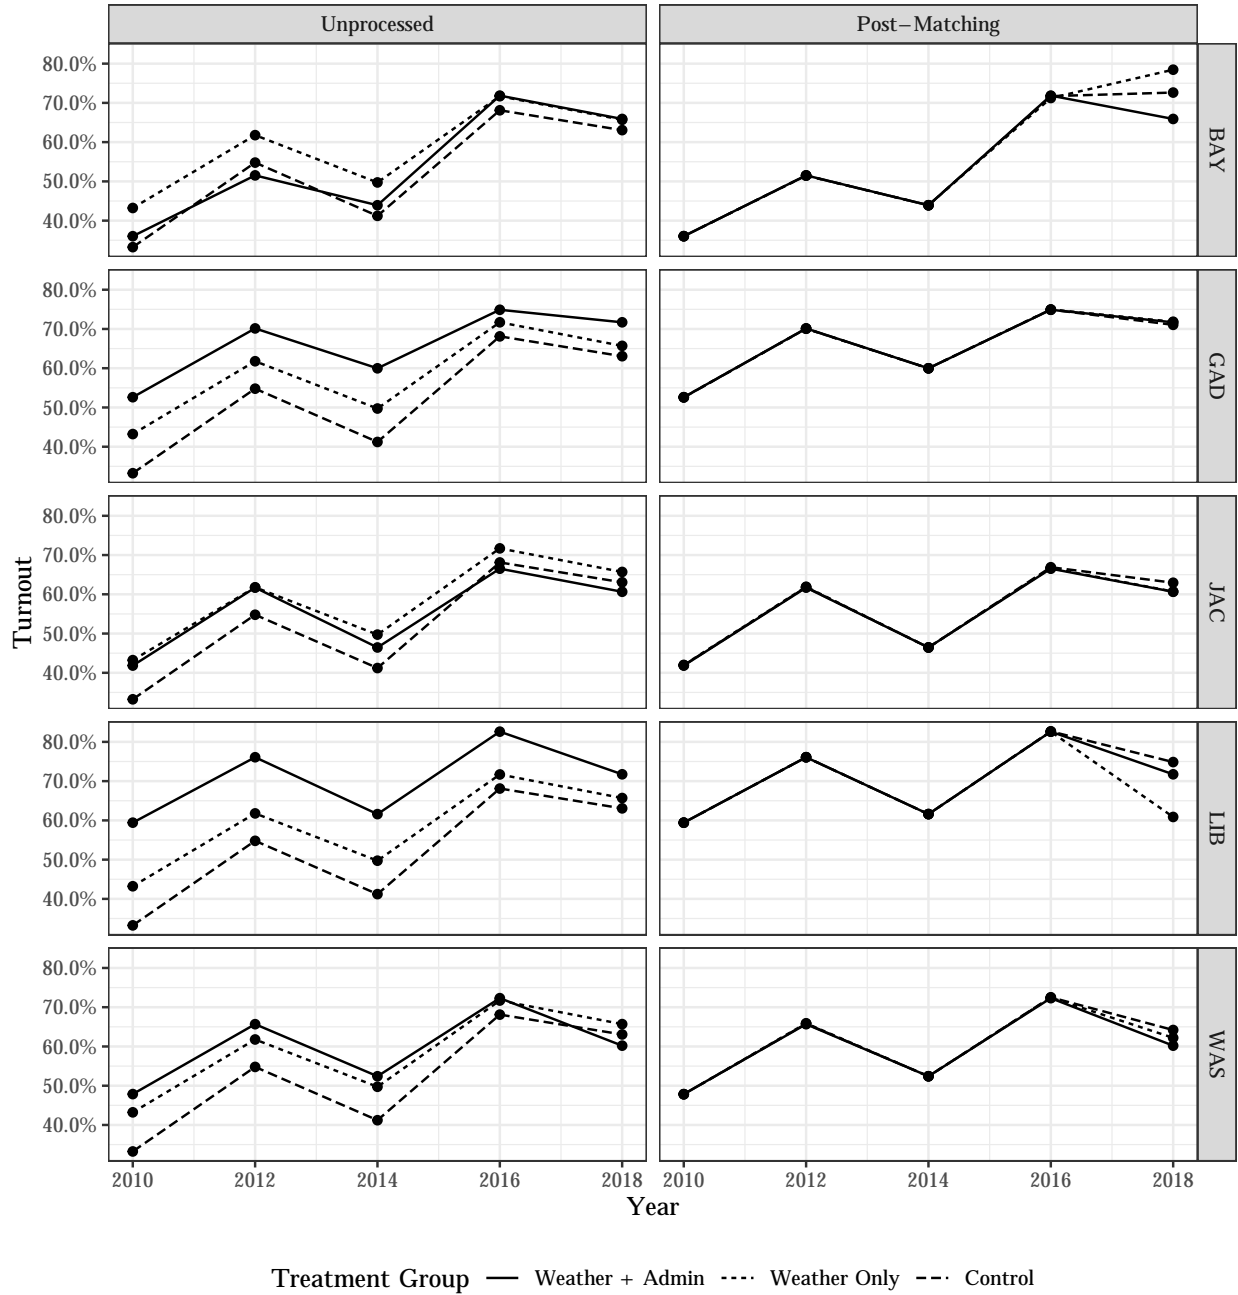 Unprocessed
Post−Matching
80.0%
70.0%
60.0%
50.0%
40.0%
BAY
80.0%
70.0%
60.0%
50.0%
40.0%
GAD
80.0%
70.0%
60.0%
50.0%
40.0%
JAC
80.0%
70.0%
60.0%
50.0%
40.0%
LIB
80.0%
70.0%
60.0%
50.0%
40.0%
WAS
Turnout
2010 2012 2014 2016 2018
2010 2012 2014 2016 2018
Year
Treatment Group Weather + Admin Weather Only Control